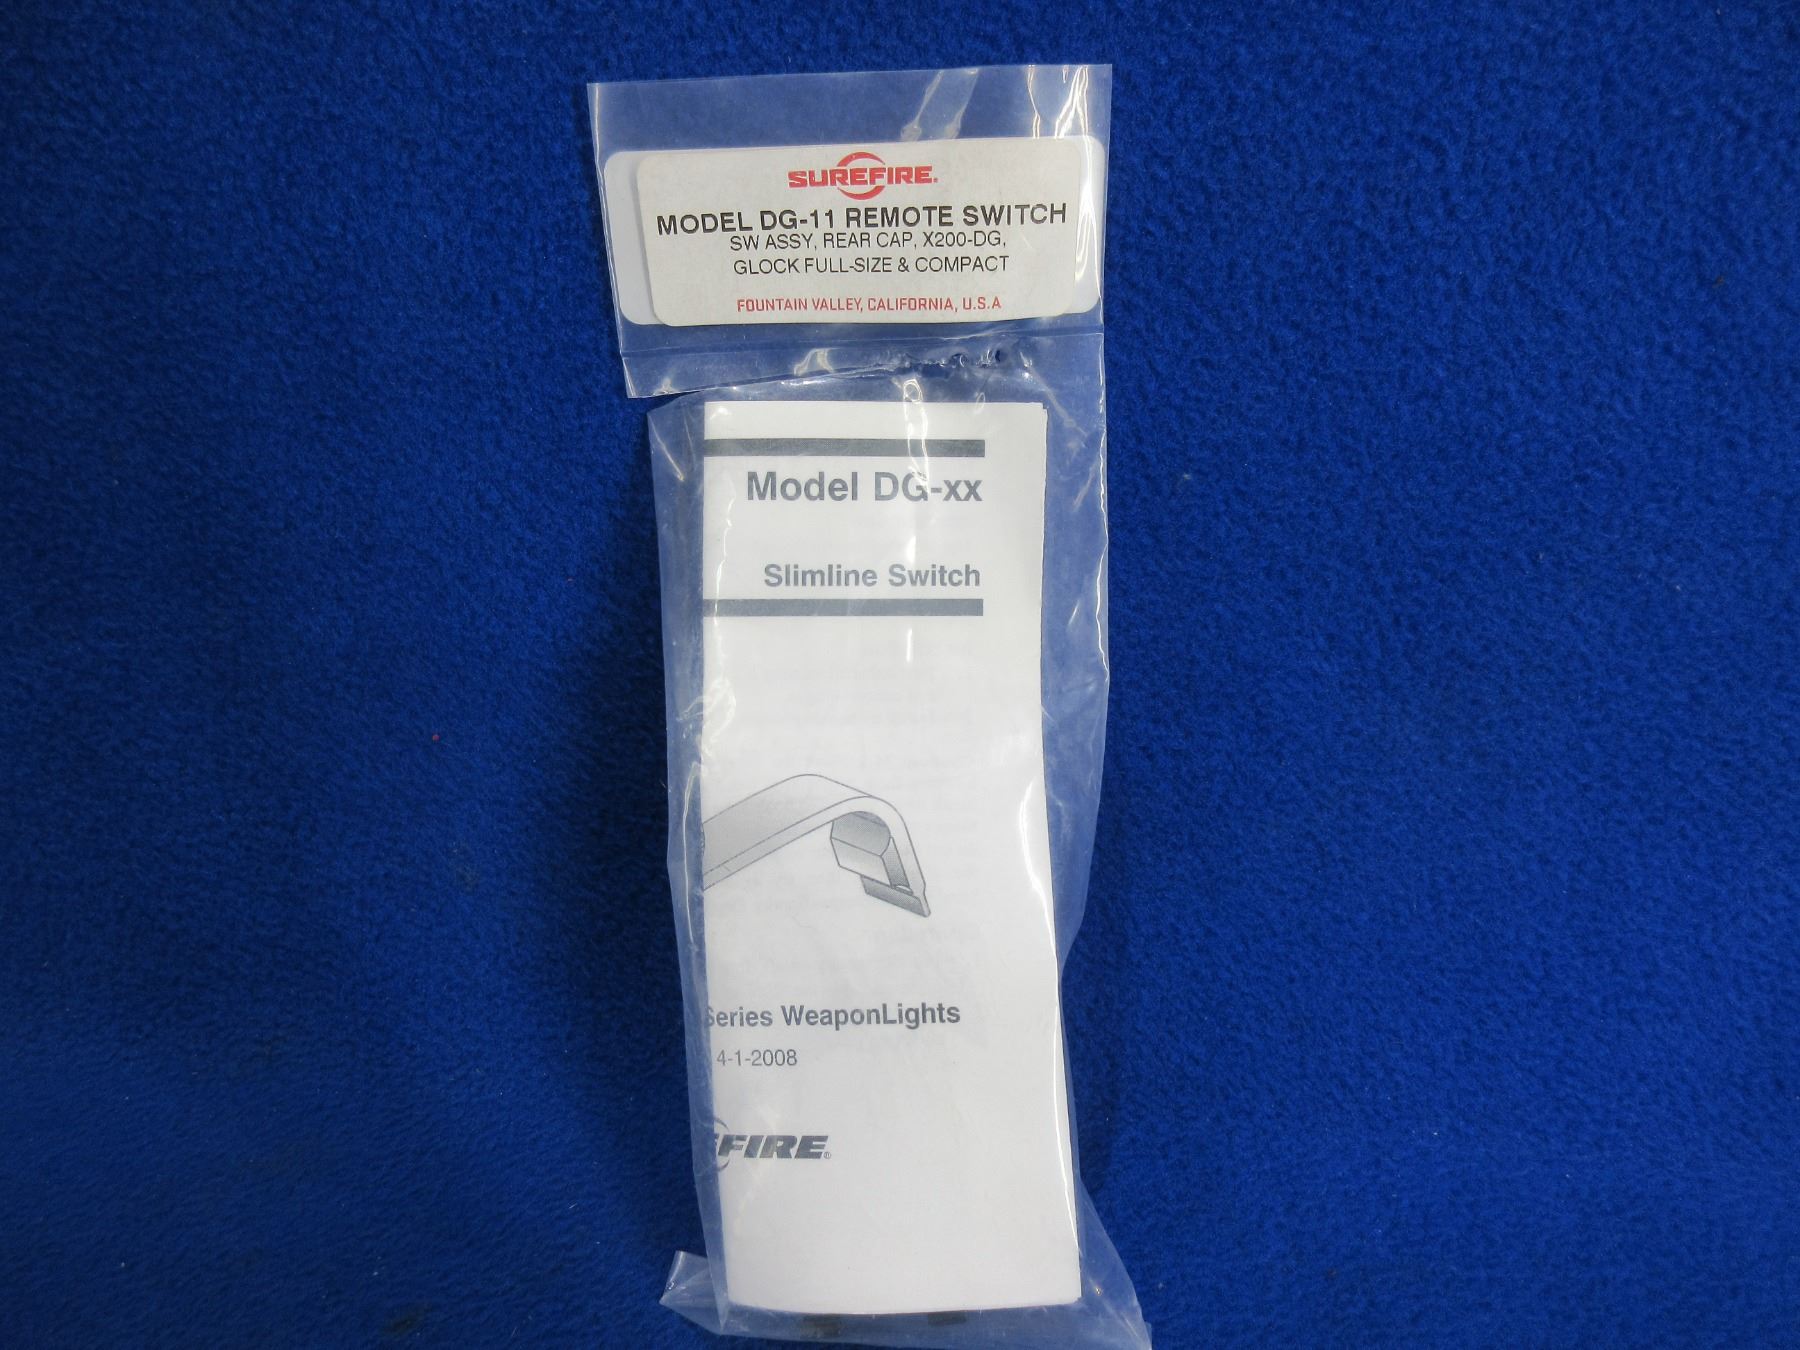 SUREFIRE®
MODEL DG-11 REMOTE SWITCH
SW ASSY, REAR CAP, X200-DG,
GLOCK FULL-SIZE & COMPACT
FOUNTAIN VALLEY, CALIFORNIA, U.S.A
Model DG-xx
Slimline Switch
Series WeaponLights
4-1-2008
FIRE®